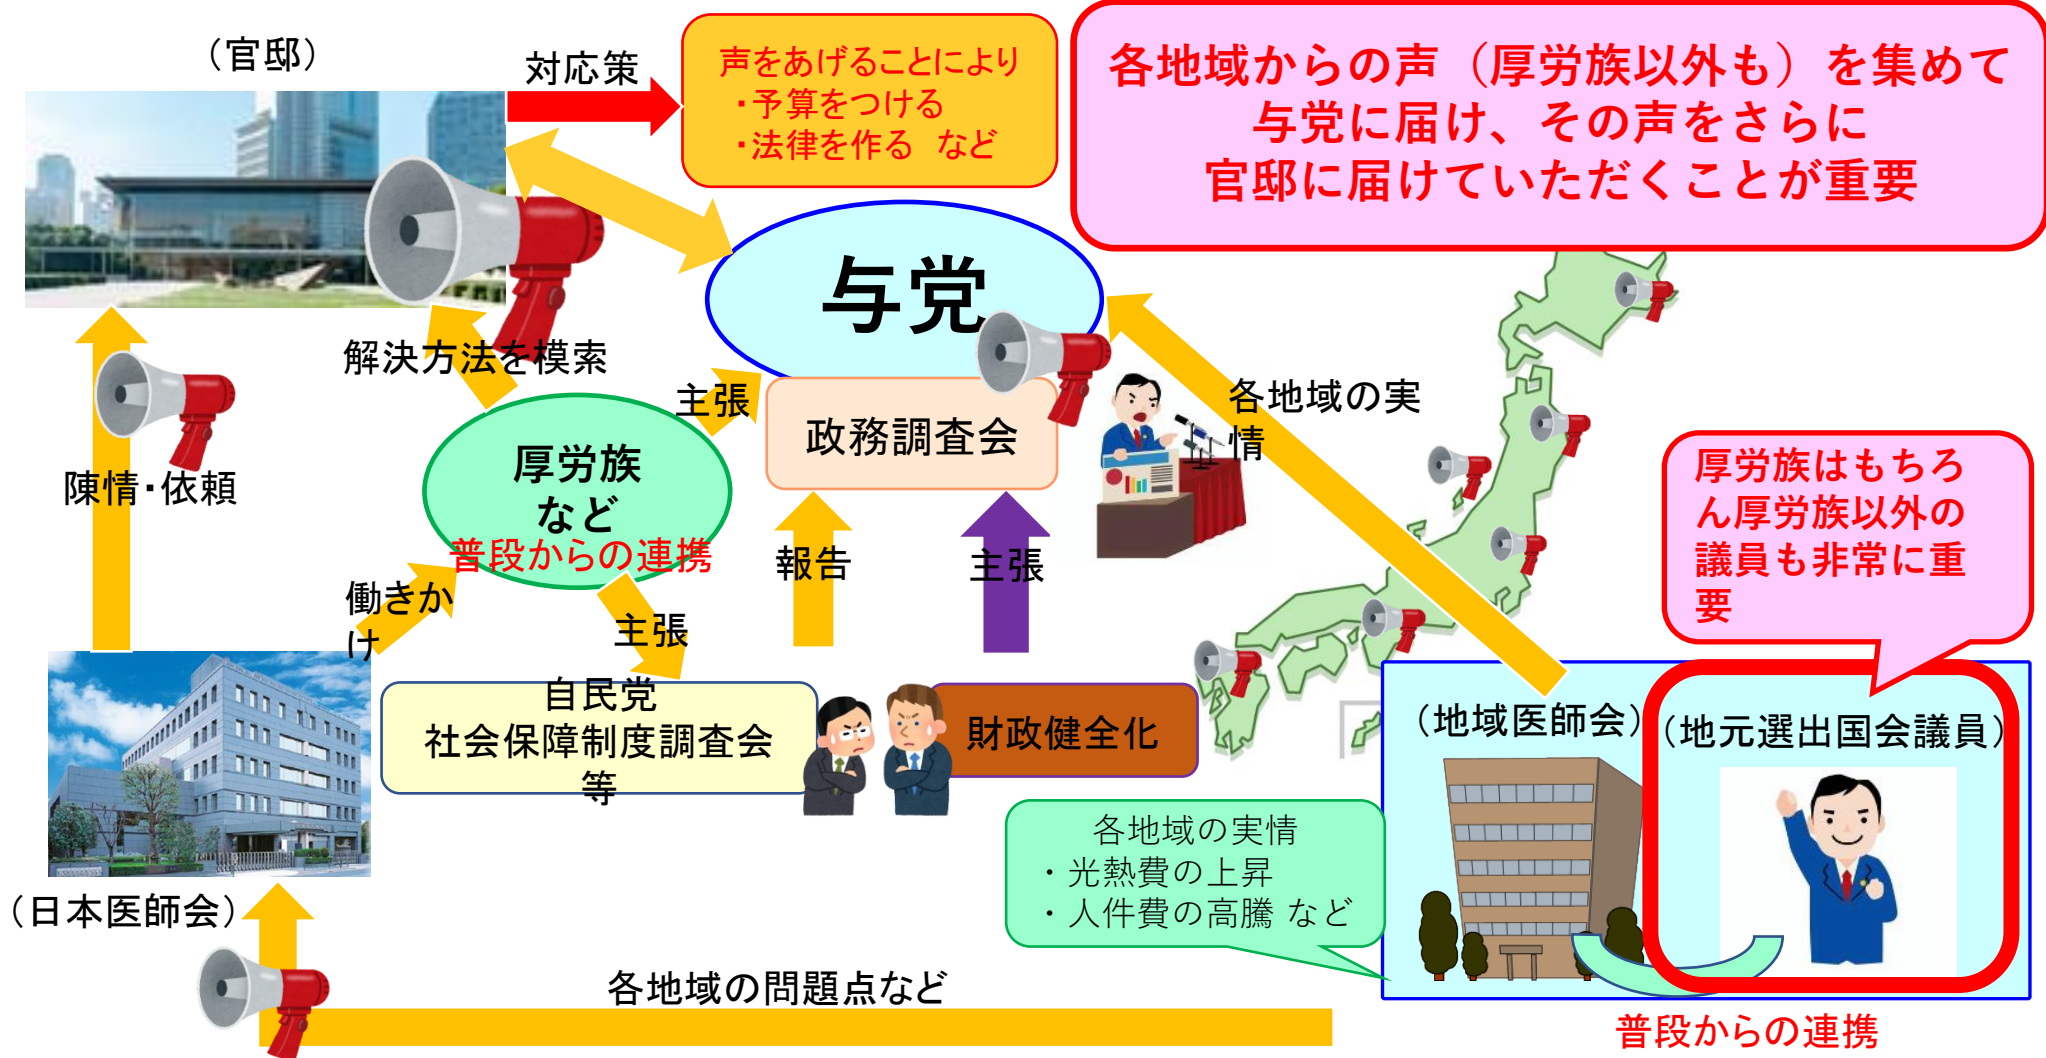 （官邸）
対応策
声をあげることにより
・予算をつける
・法律を作る など
各地域からの声（厚労族以外も）を集めて
与党に届け、その声をさらに
官邸に届けていただくことが重要
与党
解決方法を模索
主張
政務調査会
各地域の実
情
陳情・依頼
厚労族
など
普段からの連携
厚労族はもちろ
ん厚労族以外の
議員も非常に重
要
働きか
け
主張
報告
主張
自民党
社会保障制度調査会
等
財政健全化
（地域医師会）
（地元選出国会議員）
各地域の実情
・光熱費の上昇
・人件費の高騰 など
（日本医師会）
各地域の問題点など
普段からの連携